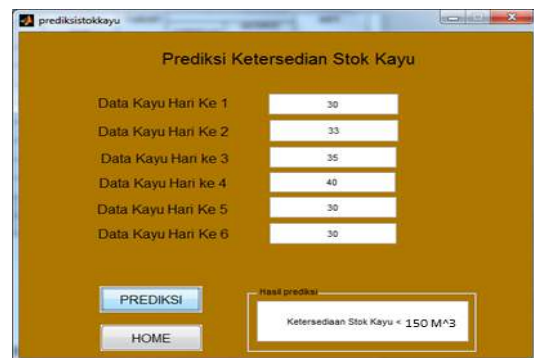 prediksistokkayu
Prediksi Ketersedian Stok Kayu
Data Kayu Hari Ke 1 30
Data Kayu Hari Ke 2 33
Data Kayu Hari ke 3 35
Data Kayu Hari ke 4 40
Data Kayu Hari Ke 5 30
Data Kayu Hari Ke 6 30
PREDIKSI
Hasil prediksi
Ketersediaan Stok Kayu < 150 M^3
HOME